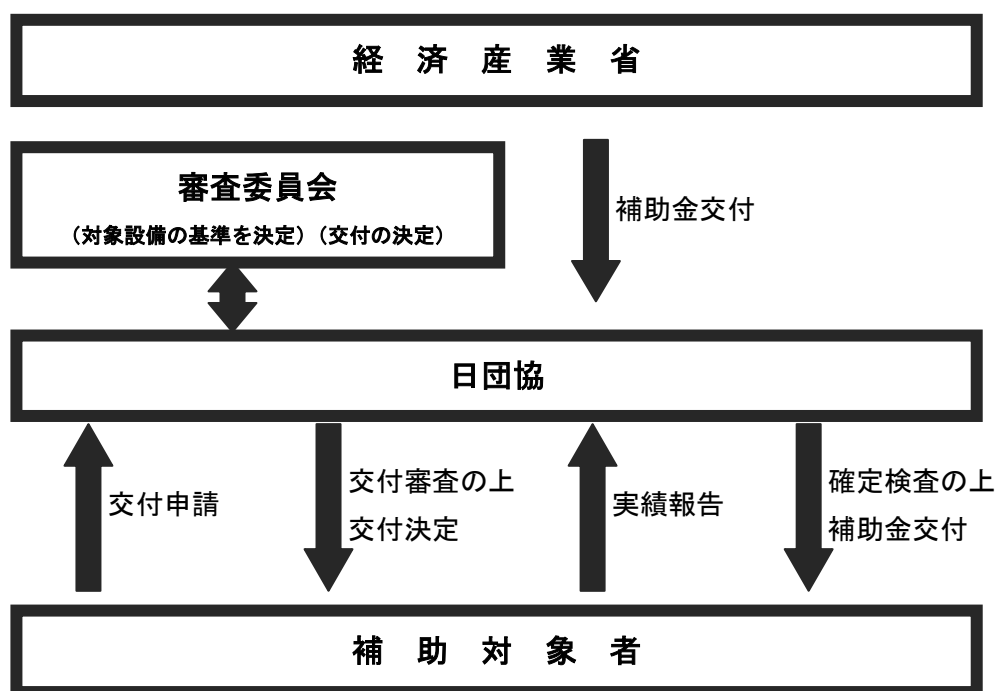 経　済　産　業　省
審査委員会
（対象設備の基準を決定）（交付の決定）
補助金交付
日団協
交付申請
交付審査の上
交付決定
実績報告
確定検査の上
補助金交付
補　助　対　象　者